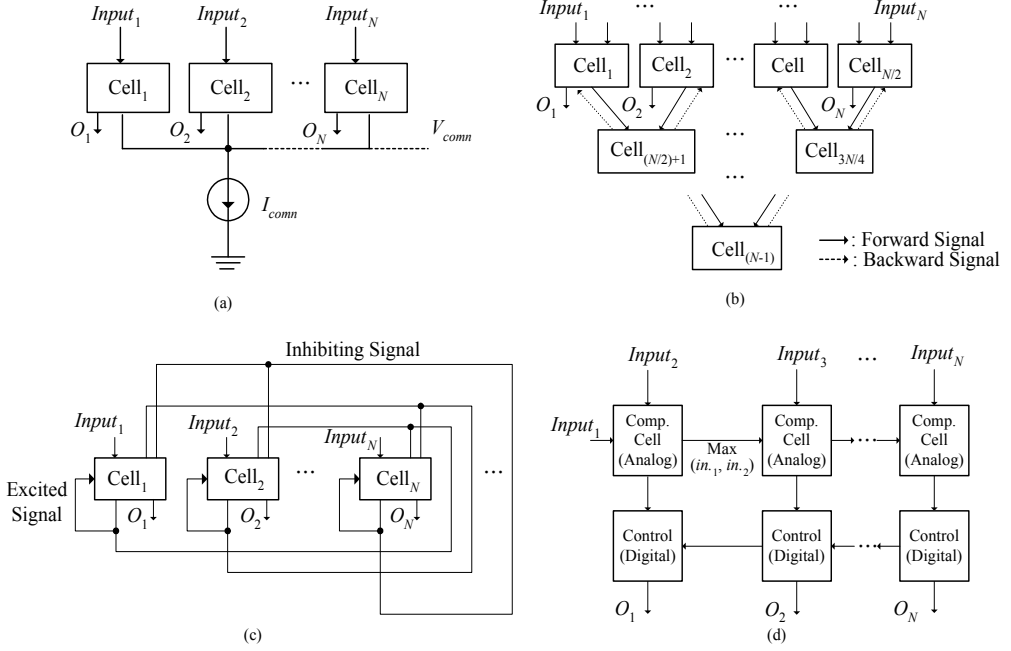 Input1 Input2 InputN
Cell1 Cell2 ... CellN
O1 O2 ON
Vcomn
Icomn
(a)
Input1 ... ... InputN
Cell1 Cell2 ... Cell CellN/2
O1 O2 ON
Cell(N/2)+1 ... Cell3N/4
...
Cell(N-1)
: Forward Signal
: Backward Signal
(b)
Inhibiting Signal
Input1 Input2 InputN
Cell1 Cell2 ... CellN ...
Excited
Signal
O1 O2 ON
(c)
Input2 Input3 ... InputN
Input1
Comp.
Cell
(Analog)
Max
(in.1, in.2)
Comp.
Cell
(Analog)
...
Comp.
Cell
(Analog)
Control
(Digital)
Control
(Digital)
...
Control
(Digital)
O1 O2 ON
(d)